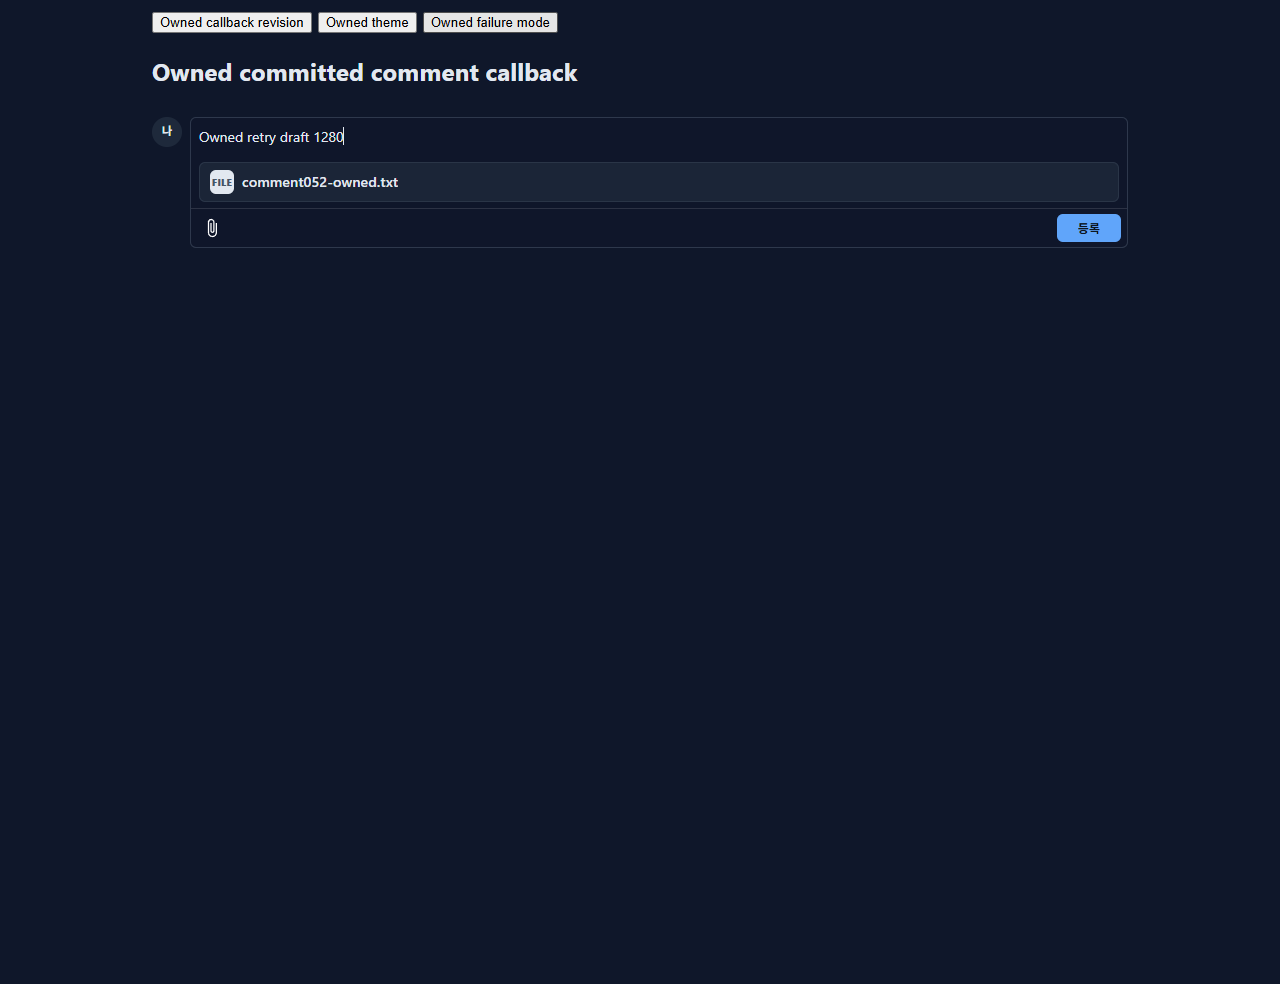 Owned callback revision Owned theme Owned failure mode
Owned committed comment callback
나
Owned retry draft 1280
FILE comment052-owned.txt
등록